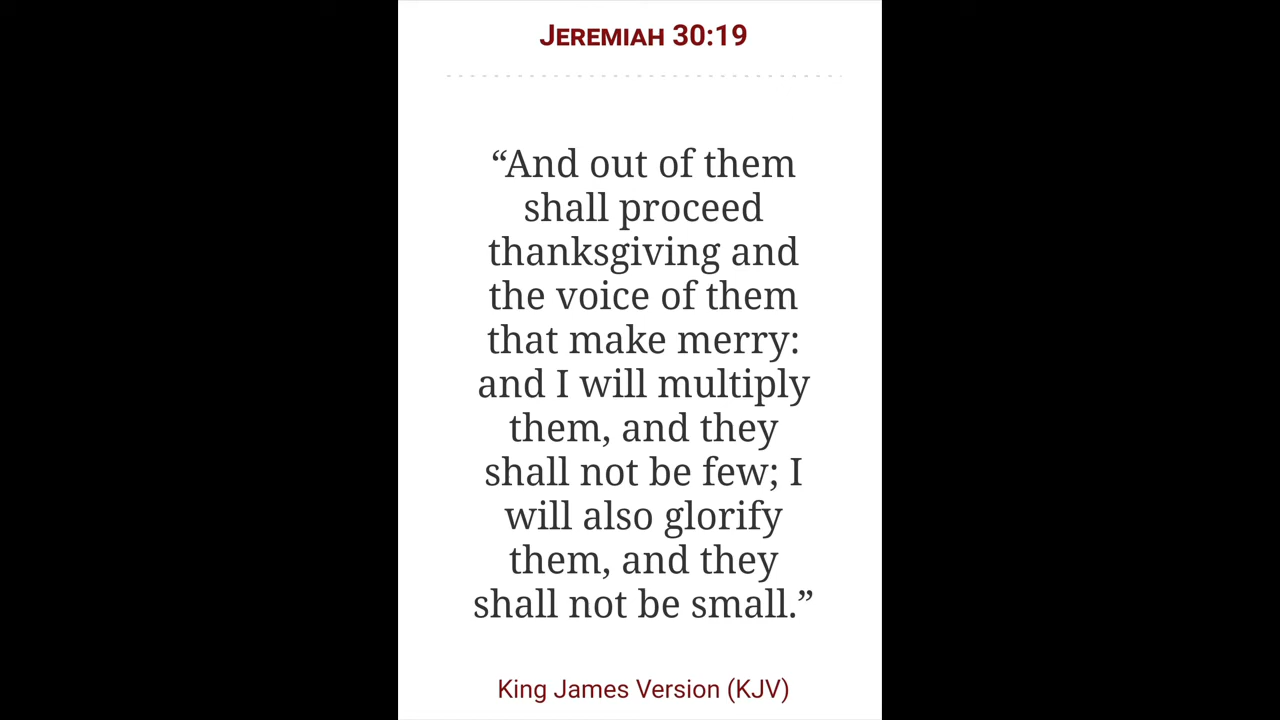 Jeremiah 30:19
“And out of them
shall proceed
thanksgiving and
the voice of them
that make merry:
and I will multiply
them, and they
shall not be few; I
will also glorify
them, and they
shall not be small.”
King James Version (KJV)